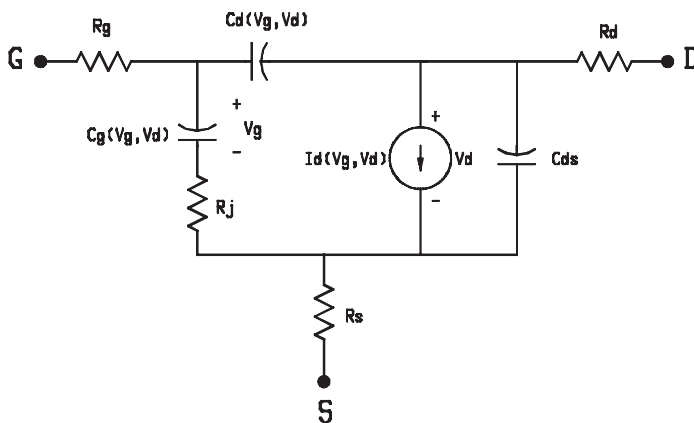 Cd(Vg,Vd)
Rg
Rd
G
D
+
Vg
-
Cg(Vg,Vd)
+
Id(Vg,Vd)
Vd
-
Cds
Rj
Rs
S